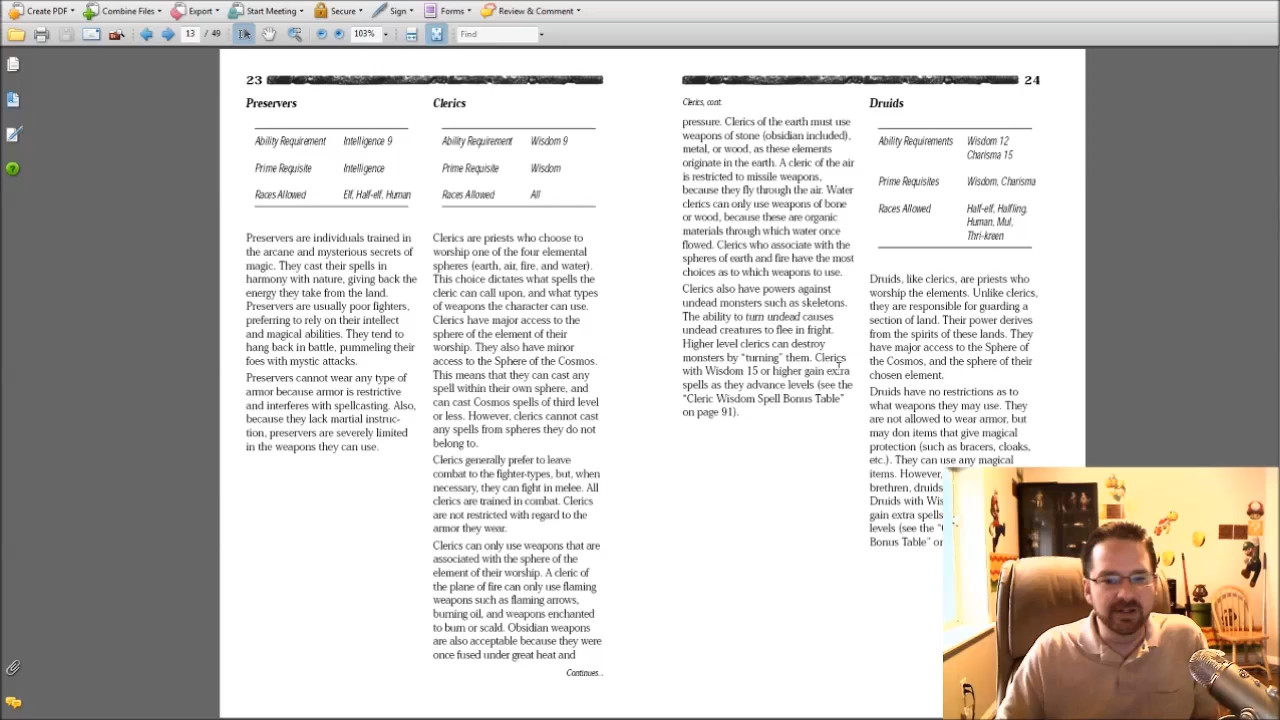 Create PDF Combine Files Export Start Meeting Secure Sign Forms Review & Comment
13 / 49 103% Find
23
Preservers
Ability Requirement Intelligence 9
Prime Requisite Intelligence
Races Allowed Elf, Half-elf, Human
Preservers are individuals trained in
the arcane and mysterious secrets of
magic. They cast their spells in
harmony with nature, giving back the
energy they take from the land.
Preservers are usually poor fighters,
preferring to rely on their intellect
and magical abilities. They tend to
hang back in battle, pummeling their
foes with mystic attacks.
Preservers cannot wear any type of
armor because armor is restrictive
and interferes with spellcasting. Also,
because they lack martial instruc-
tion, preservers are severely limited
in the weapons they can use.
Clerics
Ability Requirement Wisdom 9
Prime Requisite Wisdom
Races Allowed All
Clerics are priests who choose to
worship one of the four elemental
spheres (earth, air, fire, and water).
This choice dictates what spells the
cleric can call upon, and what types
of weapons the character can use.
Clerics have major access to the
sphere of the element of their
worship. They also have minor
access to the Sphere of the Cosmos.
This means that they can cast any
spell within their own sphere, and
can cast Cosmos spells of third level
or less. However, clerics cannot cast
any spells from spheres they do not
belong to.
Clerics generally prefer to leave
combat to the fighter-types, but, when
necessary, they can fight in melee. All
clerics are trained in combat. Clerics
are not restricted with regard to the
armor they wear.
Clerics can only use weapons that are
associated with the sphere of the
element of their worship. A cleric of
the plane of fire can only use flaming
weapons such as flaming arrows,
burning oil, and weapons enchanted
to burn or scald. Obsidian weapons
are also acceptable because they were
once fused under great heat and
Continues. .
24
Clerics, cont.
pressure. Clerics of the earth must use
weapons of stone (obsidian included),
metal, or wood, as these elements
originate in the earth. A cleric of the air
is restricted to missile weapons,
because they fly through the air. Water
clerics can only use weapons of bone
or wood, because these are organic
materials through which water once
flowed. Clerics who associate with the
spheres of earth and fire have the most
choices as to which weapons to use.
Clerics also have powers against
undead monsters such as skeletons.
The ability to turn undead causes
undead creatures to flee in fright.
Higher level clerics can destroy
monsters by "turning" them. Clerics
with Wisdom 15 or higher gain extra
spells as they advance levels (see the
"Cleric Wisdom Spell Bonus Table"
on page 91).
Druids
Ability Requirements Wisdom 12
Charisma 15
Prime Requisites Wisdom, Charisma
Races Allowed Half-elf, Halfling,
Human, Mul,
Thri-kreen
Druids, like clerics, are priests who
worship the elements. Unlike clerics,
they are responsible for guarding a
section of land. Their power derives
from the spirits of these lands. They
have major access to the Sphere of
the Cosmos, and the sphere of their
chosen element.
Druids have no restrictions as to
what weapons they may use. They
are not allowed to wear armor, but
may don items that give magical
protection (such as bracers, cloaks,
etc.). They can use any magical
items. However,
brethren, druids
Druids with Wis
gain extra spells
levels (see the "
Bonus Table" or